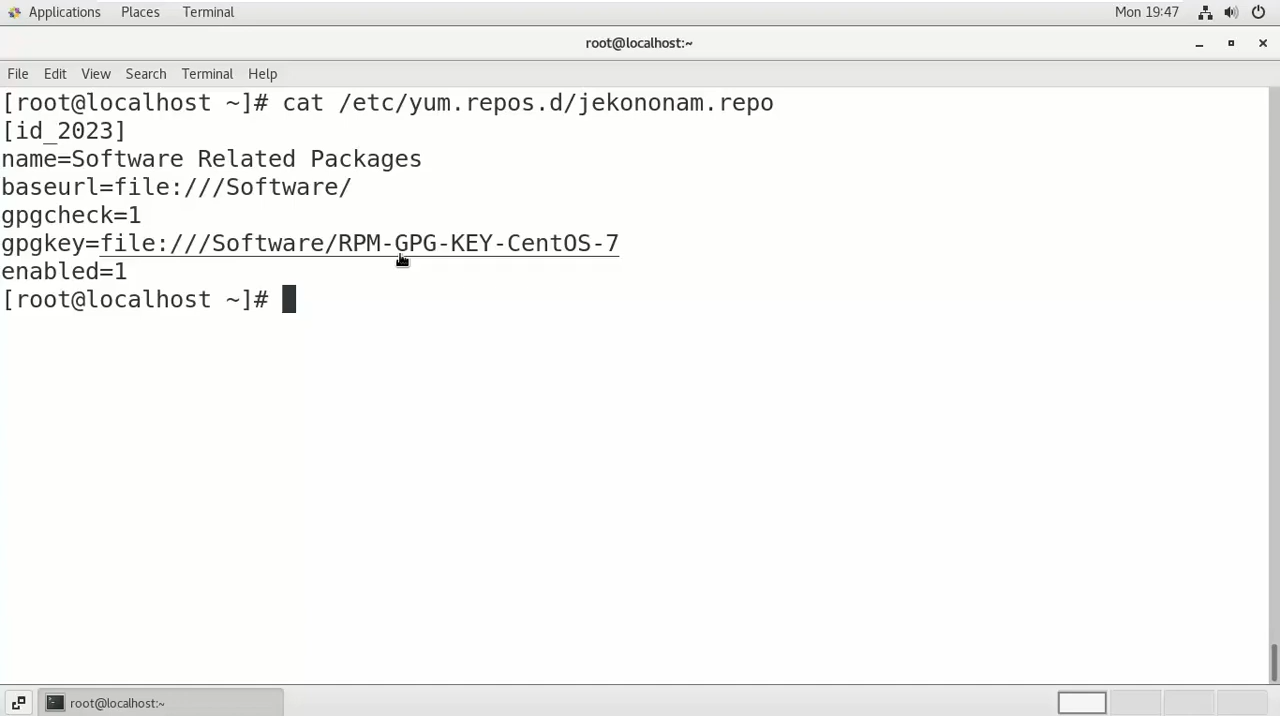 Applications Places Terminal Mon 19:47
root@localhost:~
File Edit View Search Terminal Help
[root@localhost ~]# cat /etc/yum.repos.d/jekononam.repo
[id_2023]
name=Software Related Packages
baseurl=file:///Software/
gpgcheck=1
gpgkey=file:///Software/RPM-GPG-KEY-CentOS-7
enabled=1
[root@localhost ~]#
root@localhost:~